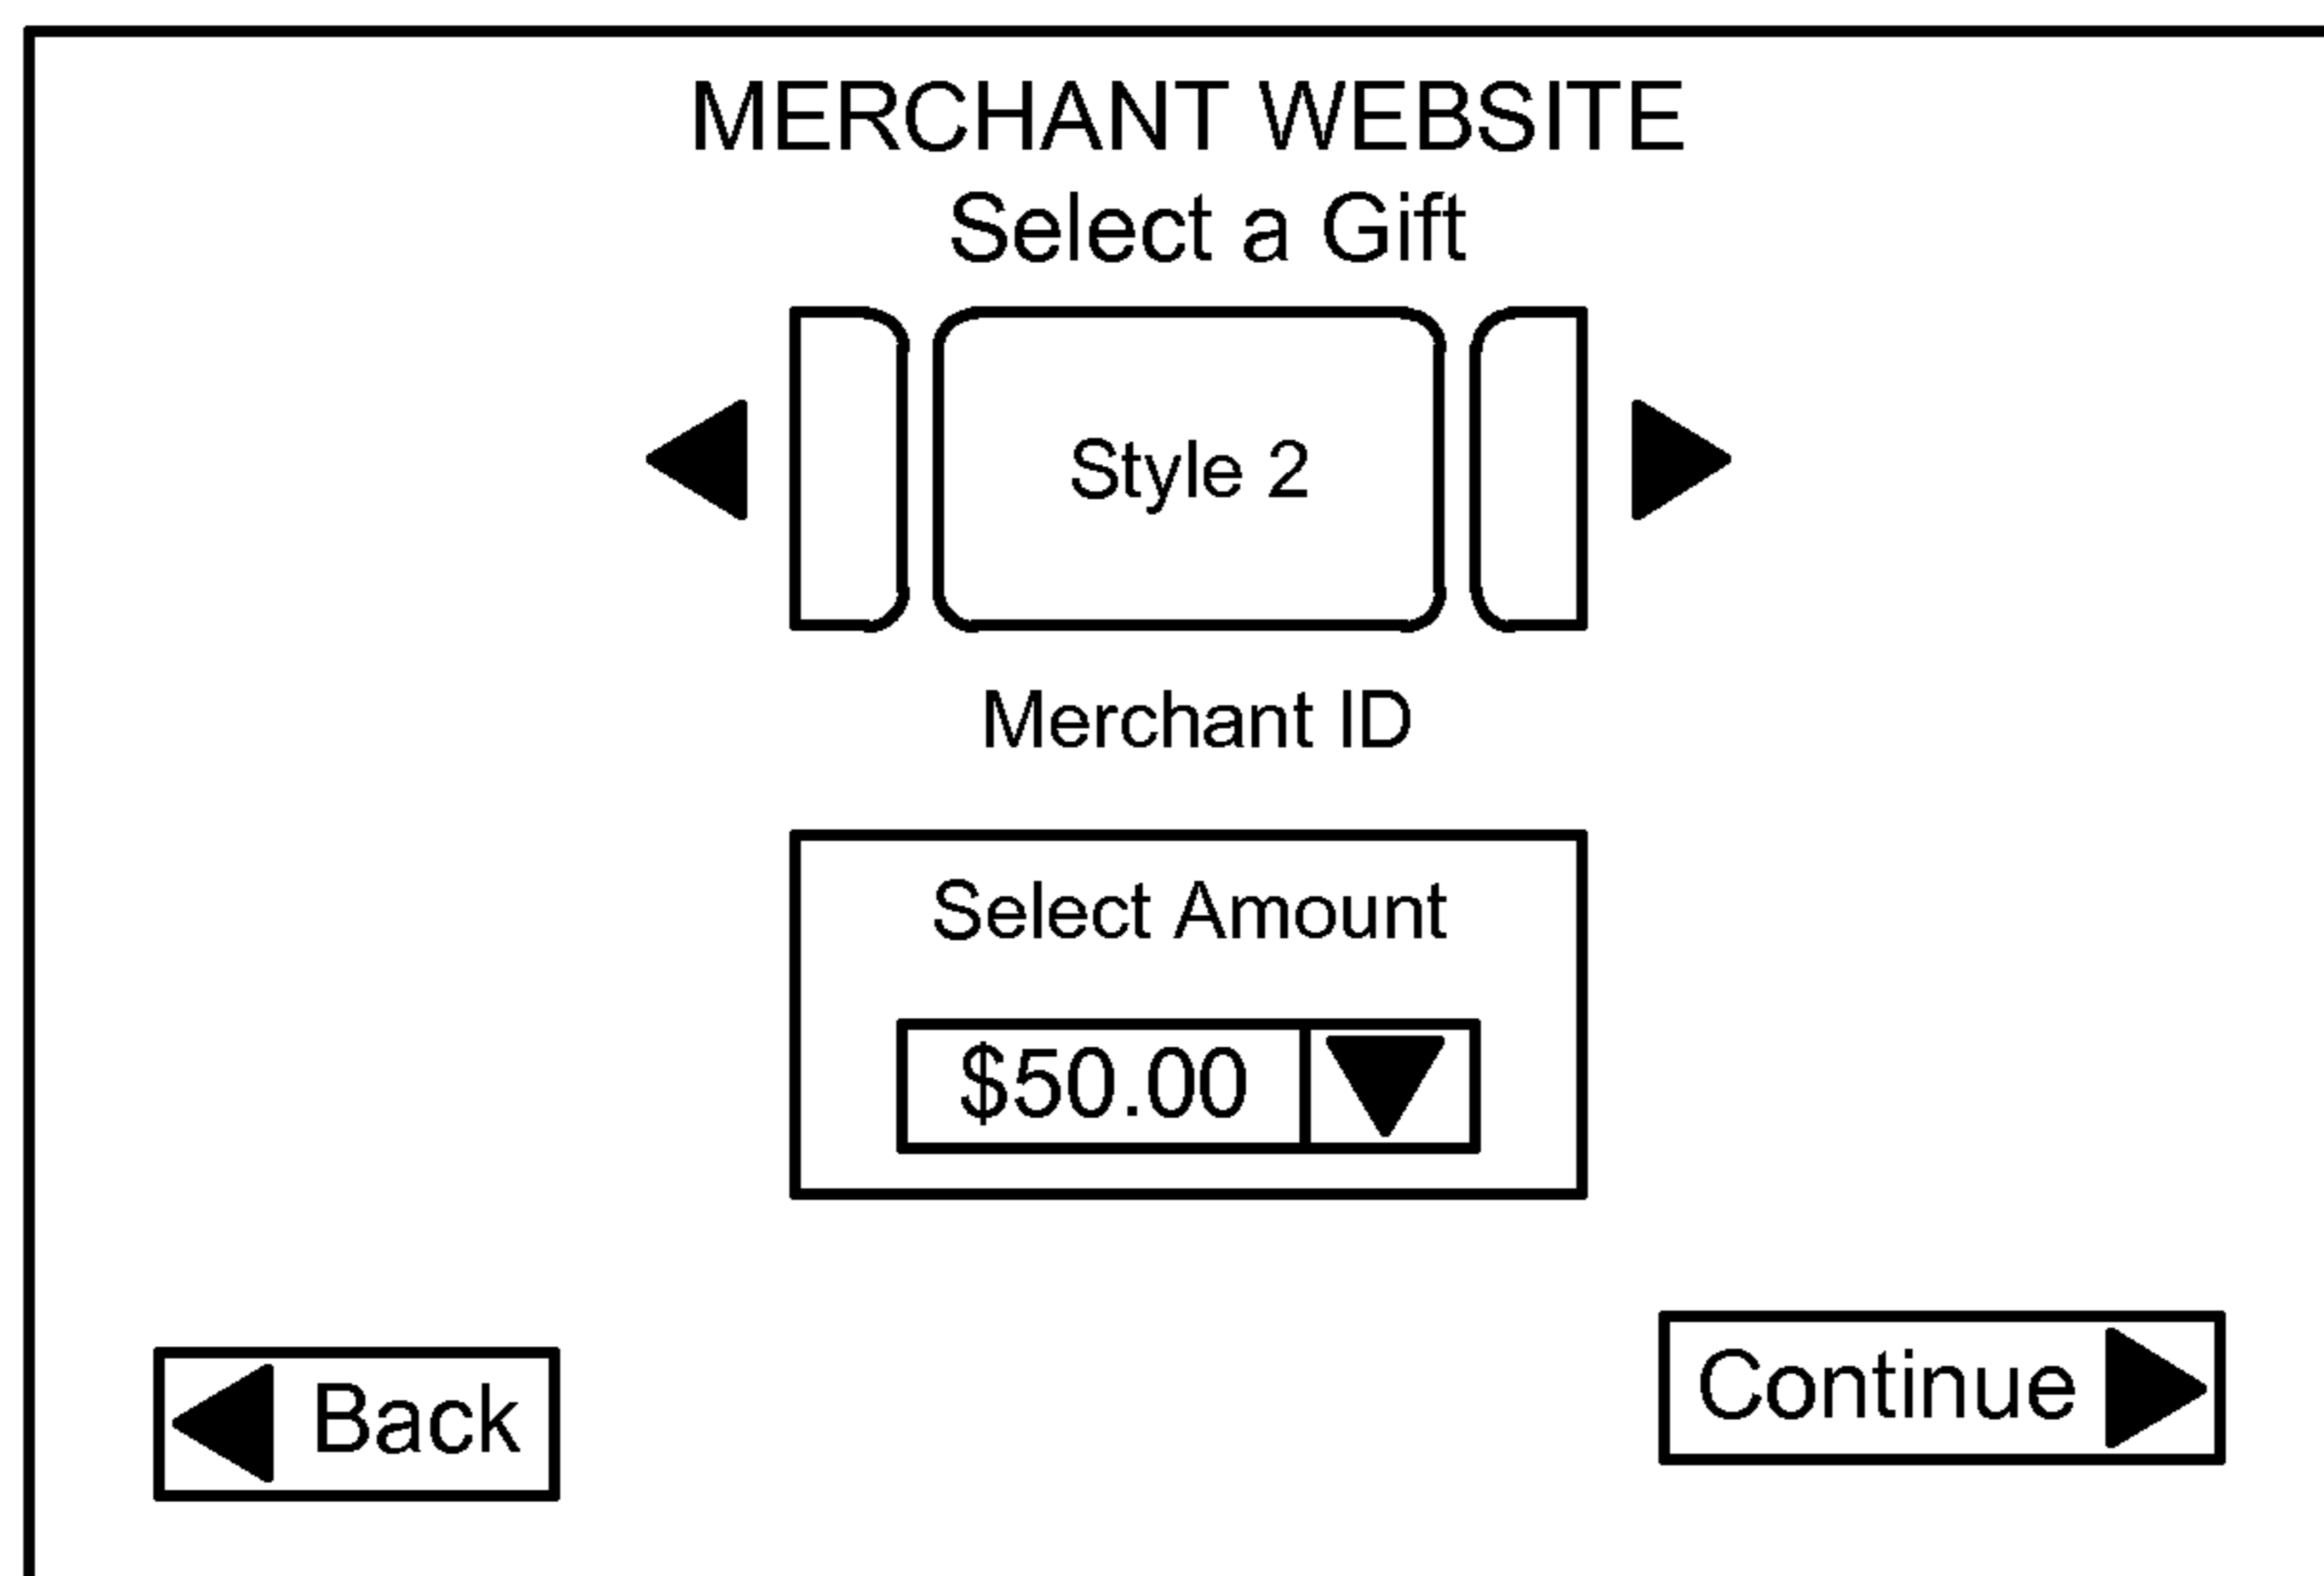 MERCHANT WEBSITE
Select a Gift
Style 2
Merchant ID
Select Amount
$50.00
Back
Continue